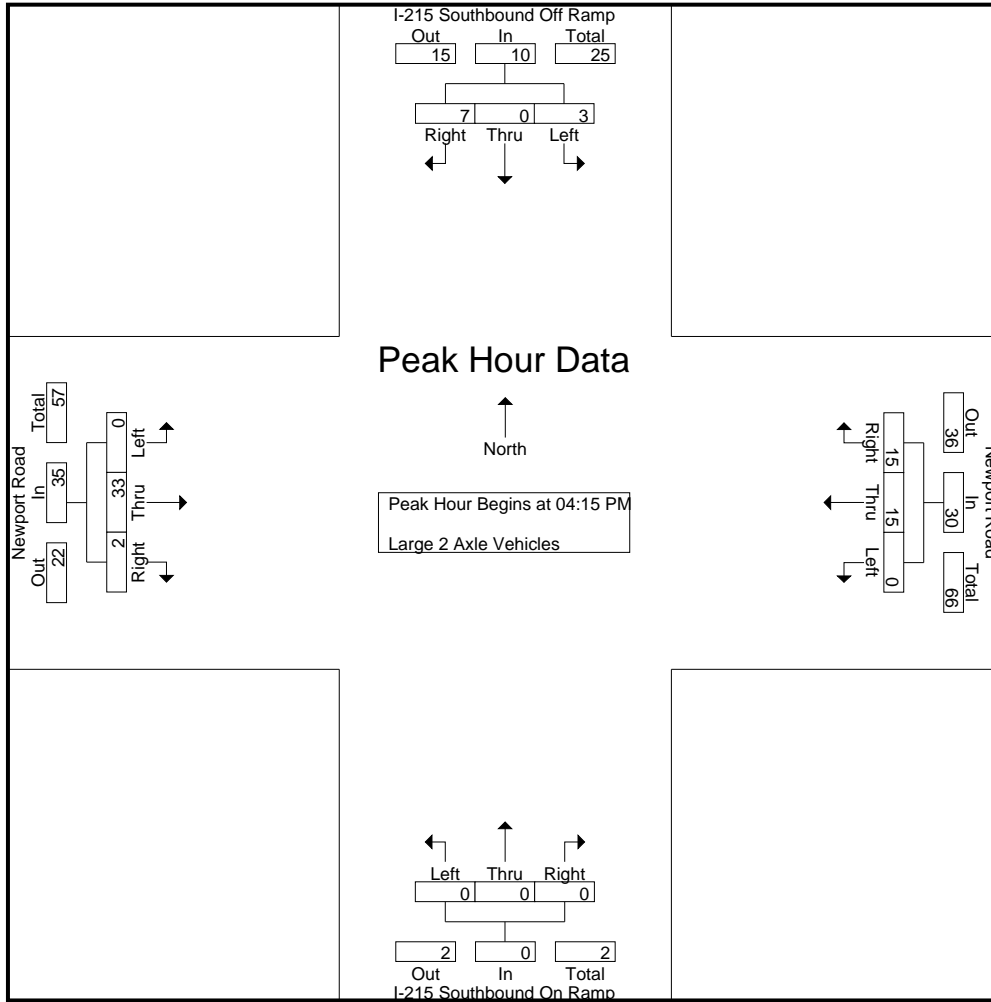 I-215 Southbound Off Ramp
Out In Total
15 10 25
7 0 3
Right Thru Left
Peak Hour Data
North
Peak Hour Begins at 04:15 PM
Large 2 Axle Vehicles
Newport Road
Out In Total
22 35 57
Right Thru Left
2 33 0
Newport Road
Out In Total
36 30 66
15 15 0
Right Thru Left
Left Thru Right
0 0 0
2 0 2
Out In Total
I-215 Southbound On Ramp